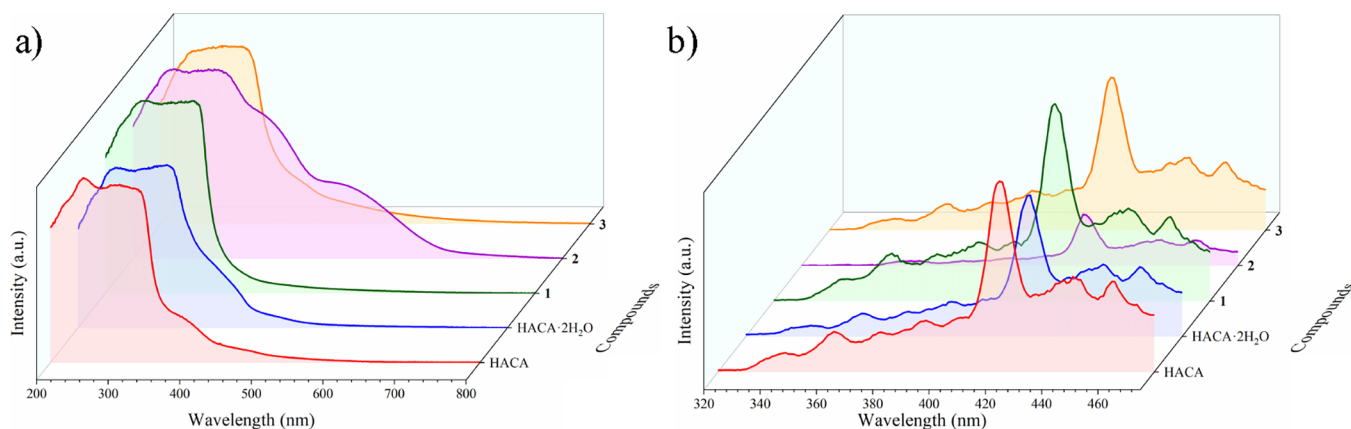 a)
Intensity (a.u.)
200
300
400
500
600
700
800
Wavelength (nm)
HACA
HACA·2H₂O
1
2
3
Compounds
b)
Intensity (a.u.)
320
340
360
380
400
420
440
460
Wavelength (nm)
HACA
HACA·2H₂O
1
2
3
Compounds